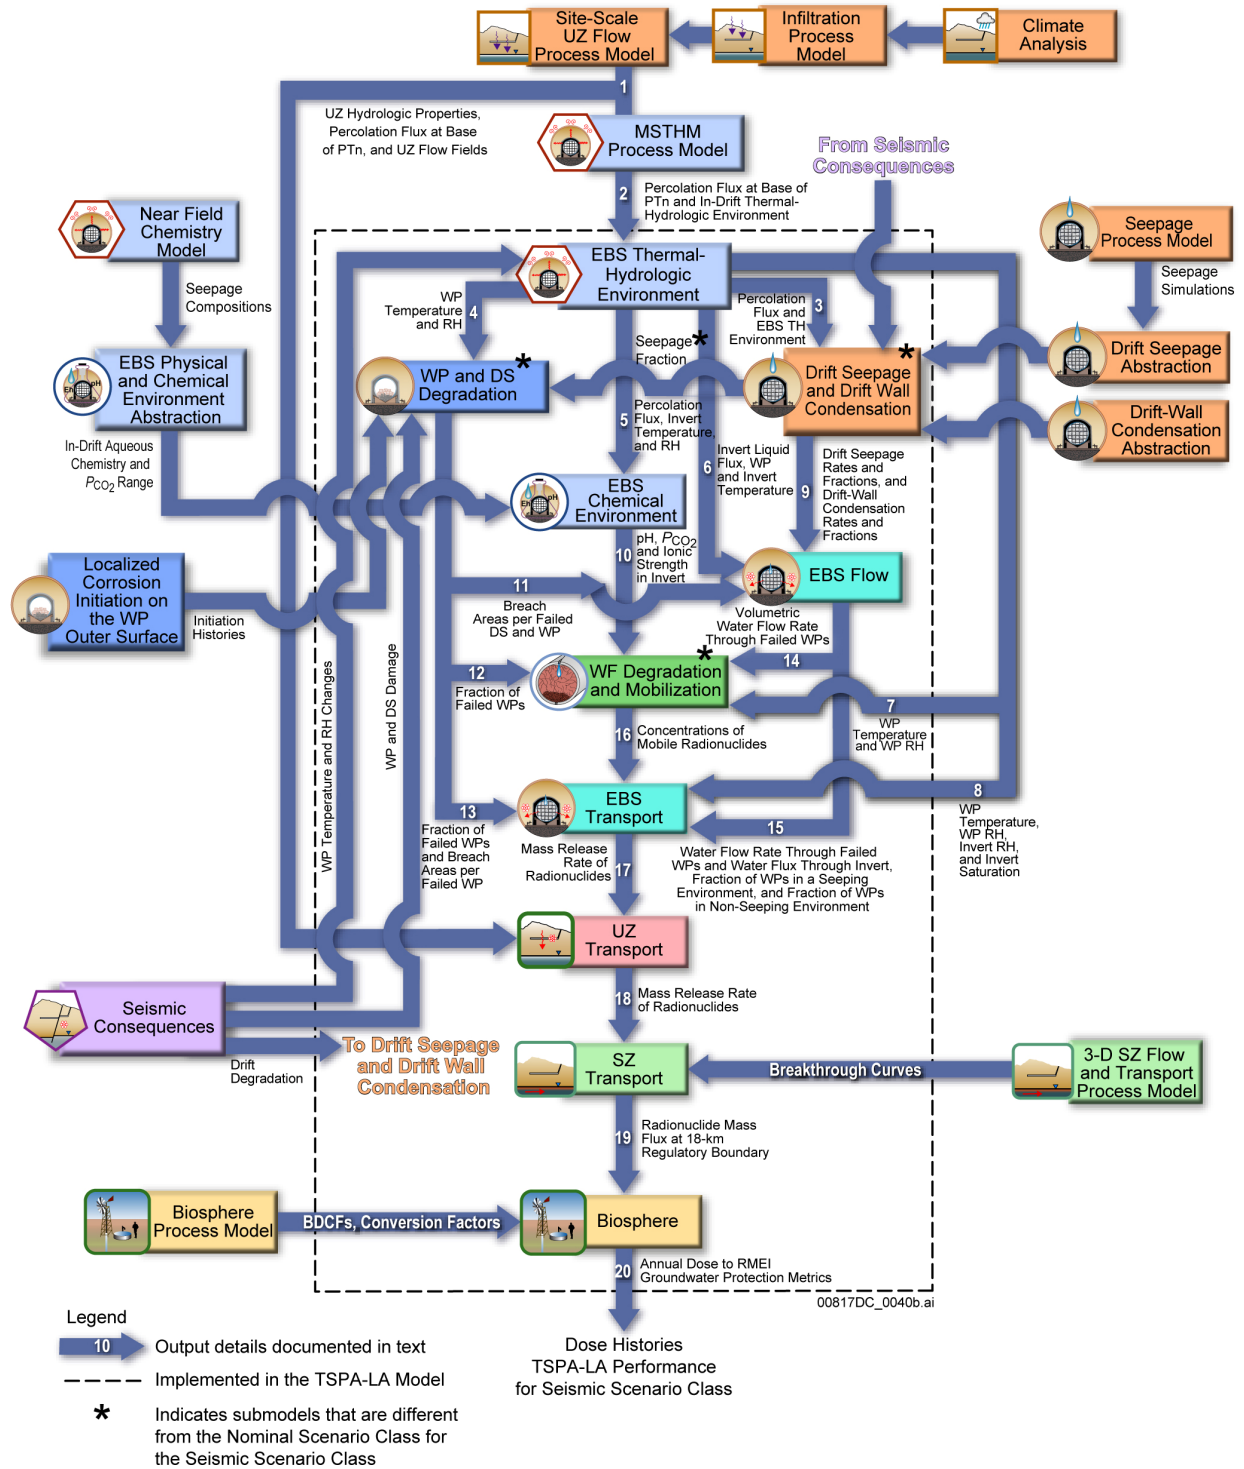 Site-Scale
UZ Flow
Process Model
Infiltration
Process
Model
Climate
Analysis
1
UZ Hydrologic Properties,
Percolation Flux at Base
of PTn, and UZ Flow Fields
MSTHM
Process Model
From Seismic
Consequences
2
Percolation Flux at Base of
PTn and In-Drift Thermal-
Hydrologic Environment
Near Field
Chemistry
Model
Seepage
Process Model
Seepage
Compositions
EBS Thermal-
Hydrologic
Environment
Seepage
Simulations
WP
Temperature
and RH
4
Percolation
Flux and
EBS TH
Environment
3
Seepage
Fraction
*
EBS Physical
and Chemical
Environment
Abstraction
Eh
pH
WP and DS
Degradation
*
Drift Seepage
and Drift Wall
Condensation
*
Drift Seepage
Abstraction
Drift-Wall
Condensation
Abstraction
5
Percolation
Flux, Invert
Temperature,
and RH
In-Drift Aqueous
Chemistry and
PCO2 Range
6
Invert Liquid
Flux, WP
and Invert
Temperature
9
Drift Seepage
Rates and
Fractions, and
Drift-Wall
Condensation
Rates and
Fractions
Eh
pH
EBS
Chemical
Environment
10
pH, PCO2
and Ionic
Strength
in Invert
Localized
Corrosion
Initiation on
the WP
Outer Surface
Initiation
Histories
EBS Flow
11
Breach
Areas per Failed
DS and WP
Volumetric
Water Flow Rate
Through Failed WPs
14
12
Fraction of
Failed WPs
WF Degradation
and Mobilization
*
7
WP
Temperature
and WP RH
WP Temperature and RH Changes
WP and DS Damage
16
Concentrations of
Mobile Radionuclides
EBS
Transport
8
WP
Temperature,
WP RH,
Invert RH,
and Invert
Saturation
13
Fraction of
Failed WPs
and Breach
Areas per
Failed WP
15
Water Flow Rate Through Failed
WPs and Water Flux Through Invert,
Fraction of WPs in a Seeping
Environment, and Fraction of WPs
in Non-Seeping Environment
Mass Release
Rate of
Radionuclides
17
UZ
Transport
18
Mass Release Rate
of Radionuclides
Seismic
Consequences
Drift
Degradation
To Drift Seepage
and Drift Wall
Condensation
SZ
Transport
Breakthrough Curves
3-D SZ Flow
and Transport
Process Model
19
Radionuclide Mass
Flux at 18-km
Regulatory Boundary
Biosphere
Process Model
BDCFs, Conversion Factors
Biosphere
20
Annual Dose to RMEI
Groundwater Protection Metrics
00817DC_0040b.ai
Dose Histories
TSPA-LA Performance
for Seismic Scenario Class
Legend
10
Output details documented in text
Implemented in the TSPA-LA Model
*
Indicates submodels that are different
from the Nominal Scenario Class for
the Seismic Scenario Class